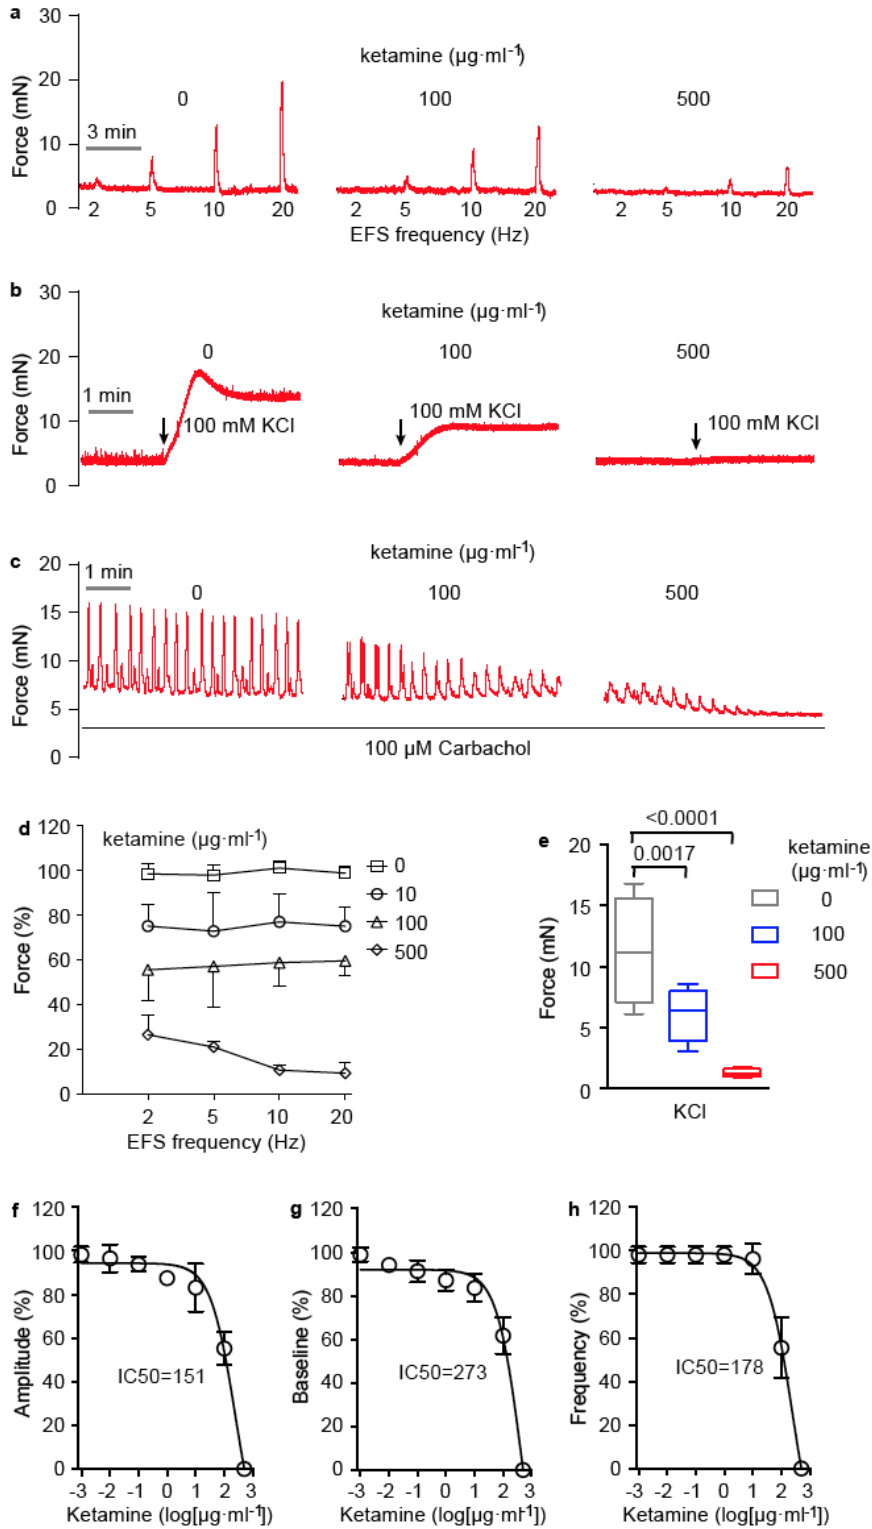 a
30
20
10
0
Force (mN)
ketamine (µg·ml-1)
0
100
500
3 min
2 5 10 20
2 5 10 20
2 5 10 20
EFS frequency (Hz)
b
30
20
10
0
Force (mN)
ketamine (µg·ml-1)
0
100
500
1 min
100 mM KCl
100 mM KCl
100 mM KCl
c
20
15
10
5
0
Force (mN)
ketamine (µg·ml-1)
1 min
0
100
500
100 µM Carbachol
d
120
100
80
60
40
20
0
Force (%)
ketamine (µg·ml-1)
0
10
100
500
2 5 10 20
EFS frequency (Hz)
e
20
15
10
5
0
Force (mN)
<0.0001
0.0017
ketamine
(µg·ml-1)
0
100
500
KCl
f
120
100
80
60
40
20
0
Amplitude (%)
IC50=151
-3 -2 -1 0 1 2 3
Ketamine (log[µg·ml-1])
g
120
100
80
60
40
20
0
Baseline (%)
IC50=273
-3 -2 -1 0 1 2 3
Ketamine (log[µg·ml-1])
h
120
100
80
60
40
20
0
Frequency (%)
IC50=178
-3 -2 -1 0 1 2 3
Ketamine (log[µg·ml-1])